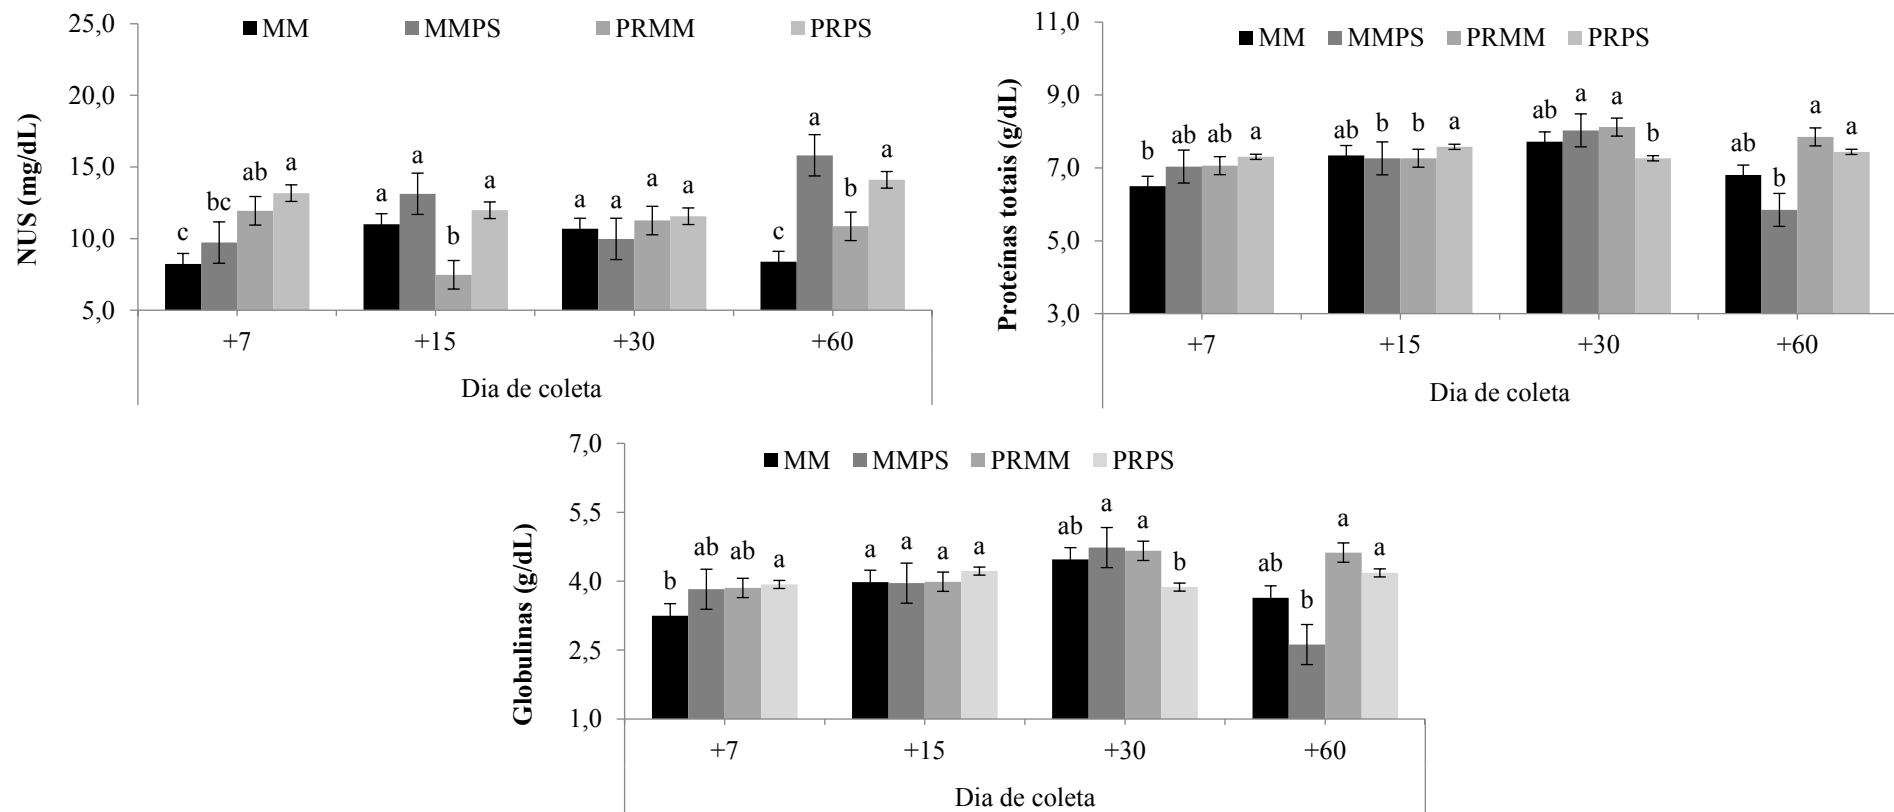 NUS (mg/dL)
25,0
20,0
15,0
10,0
5,0
MM MMPS PRMM PRPS
c bc ab a
a a b a
a a a a
c a b a
+7 +15 +30 +60
Dia de coleta
Proteínas totais (g/dL)
11,0
9,0
7,0
5,0
3,0
MM MMPS PRMM PRPS
b ab ab a
ab b b a
ab a a b
ab b a a
+7 +15 +30 +60
Dia de coleta
Globulinas (g/dL)
7,0
5,5
4,0
2,5
1,0
MM MMPS PRMM PRPS
b ab ab a
a a a a
ab a a b
ab b a a
+7 +15 +30 +60
Dia de coleta